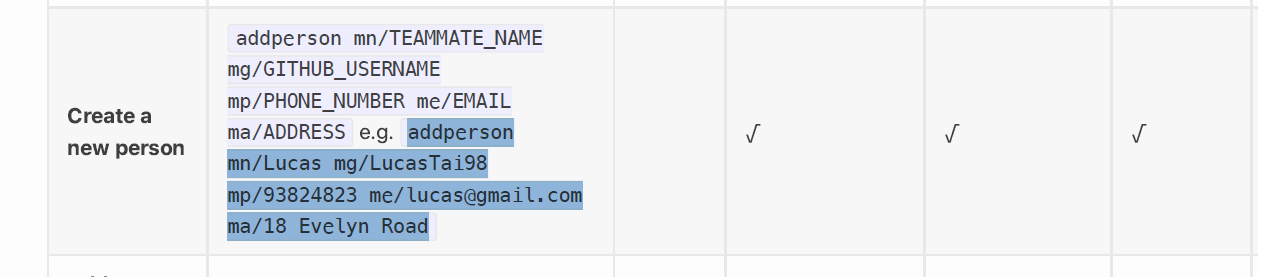 Create a
new person
addperson mn/TEAMMATE_NAME
mg/GITHUB_USERNAME
mp/PHONE_NUMBER me/EMAIL
ma/ADDRESS e.g. addperson
mn/Lucas mg/LucasTai98
mp/93824823 me/lucas@gmail.com
ma/18 Evelyn Road
√ √ √